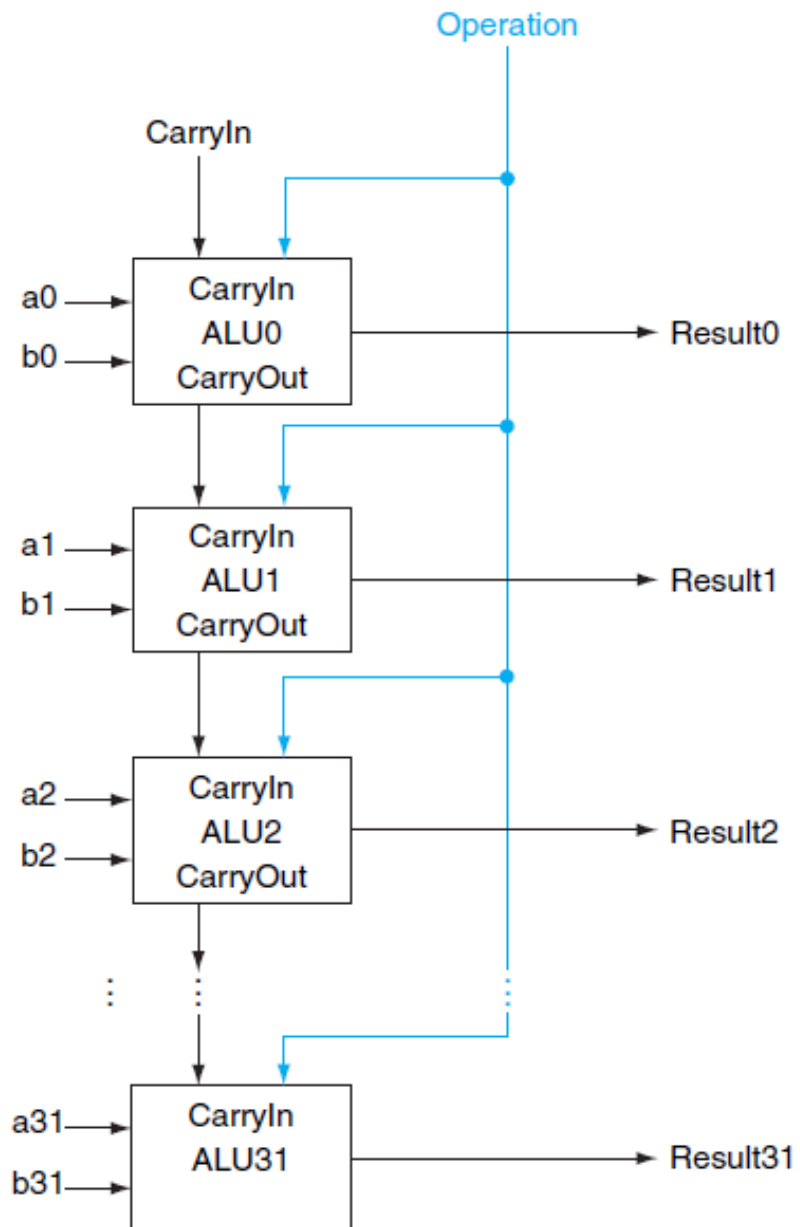 Operation
CarryIn
a0
b0
CarryIn
ALU0
CarryOut
Result0
a1
b1
CarryIn
ALU1
CarryOut
Result1
a2
b2
CarryIn
ALU2
CarryOut
Result2
a31
b31
CarryIn
ALU31
Result31